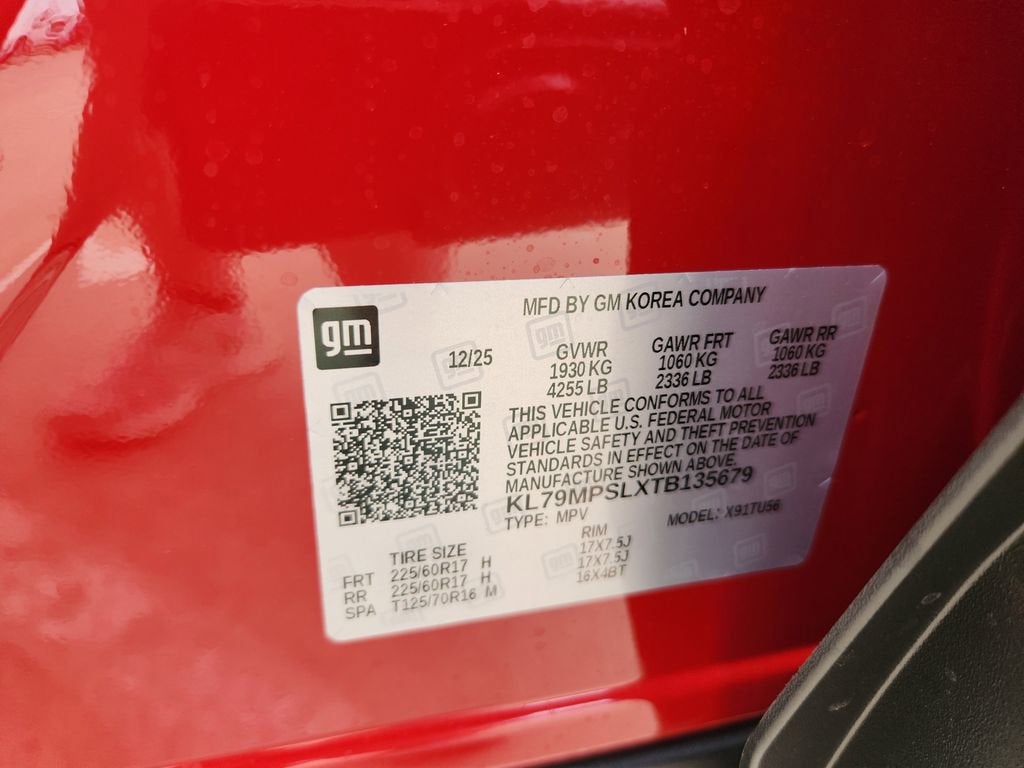 gm
MFD BY GM KOREA COMPANY
12/25
GVWR
1930 KG
4255 LB
GAWR FRT
1060 KG
2336 LB
GAWR RR
1060 KG
2336 LB
THIS VEHICLE CONFORMS TO ALL
APPLICABLE U.S. FEDERAL MOTOR
VEHICLE SAFETY AND THEFT PREVENTION
STANDARDS IN EFFECT ON THE DATE OF
MANUFACTURE SHOWN ABOVE.
KL79MPSLXTB135679
TYPE: MPV MODEL: X91TU56
TIRE SIZE RIM
FRT 225/60R17 H 17X7.5J
RR 225/60R17 H 17X7.5J
SPA T125/70R16 M 16X4BT